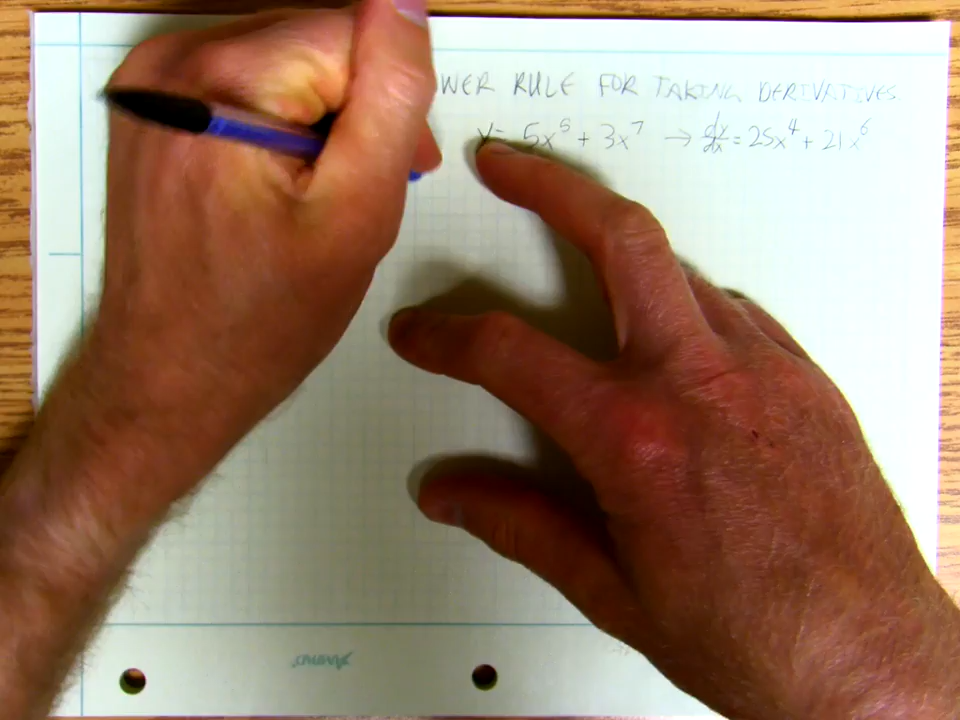 WER RULE FOR TAKING DERIVATIVES.
y = 5x⁵ + 3x⁷ → dy/dx = 25x⁴ + 21x⁶